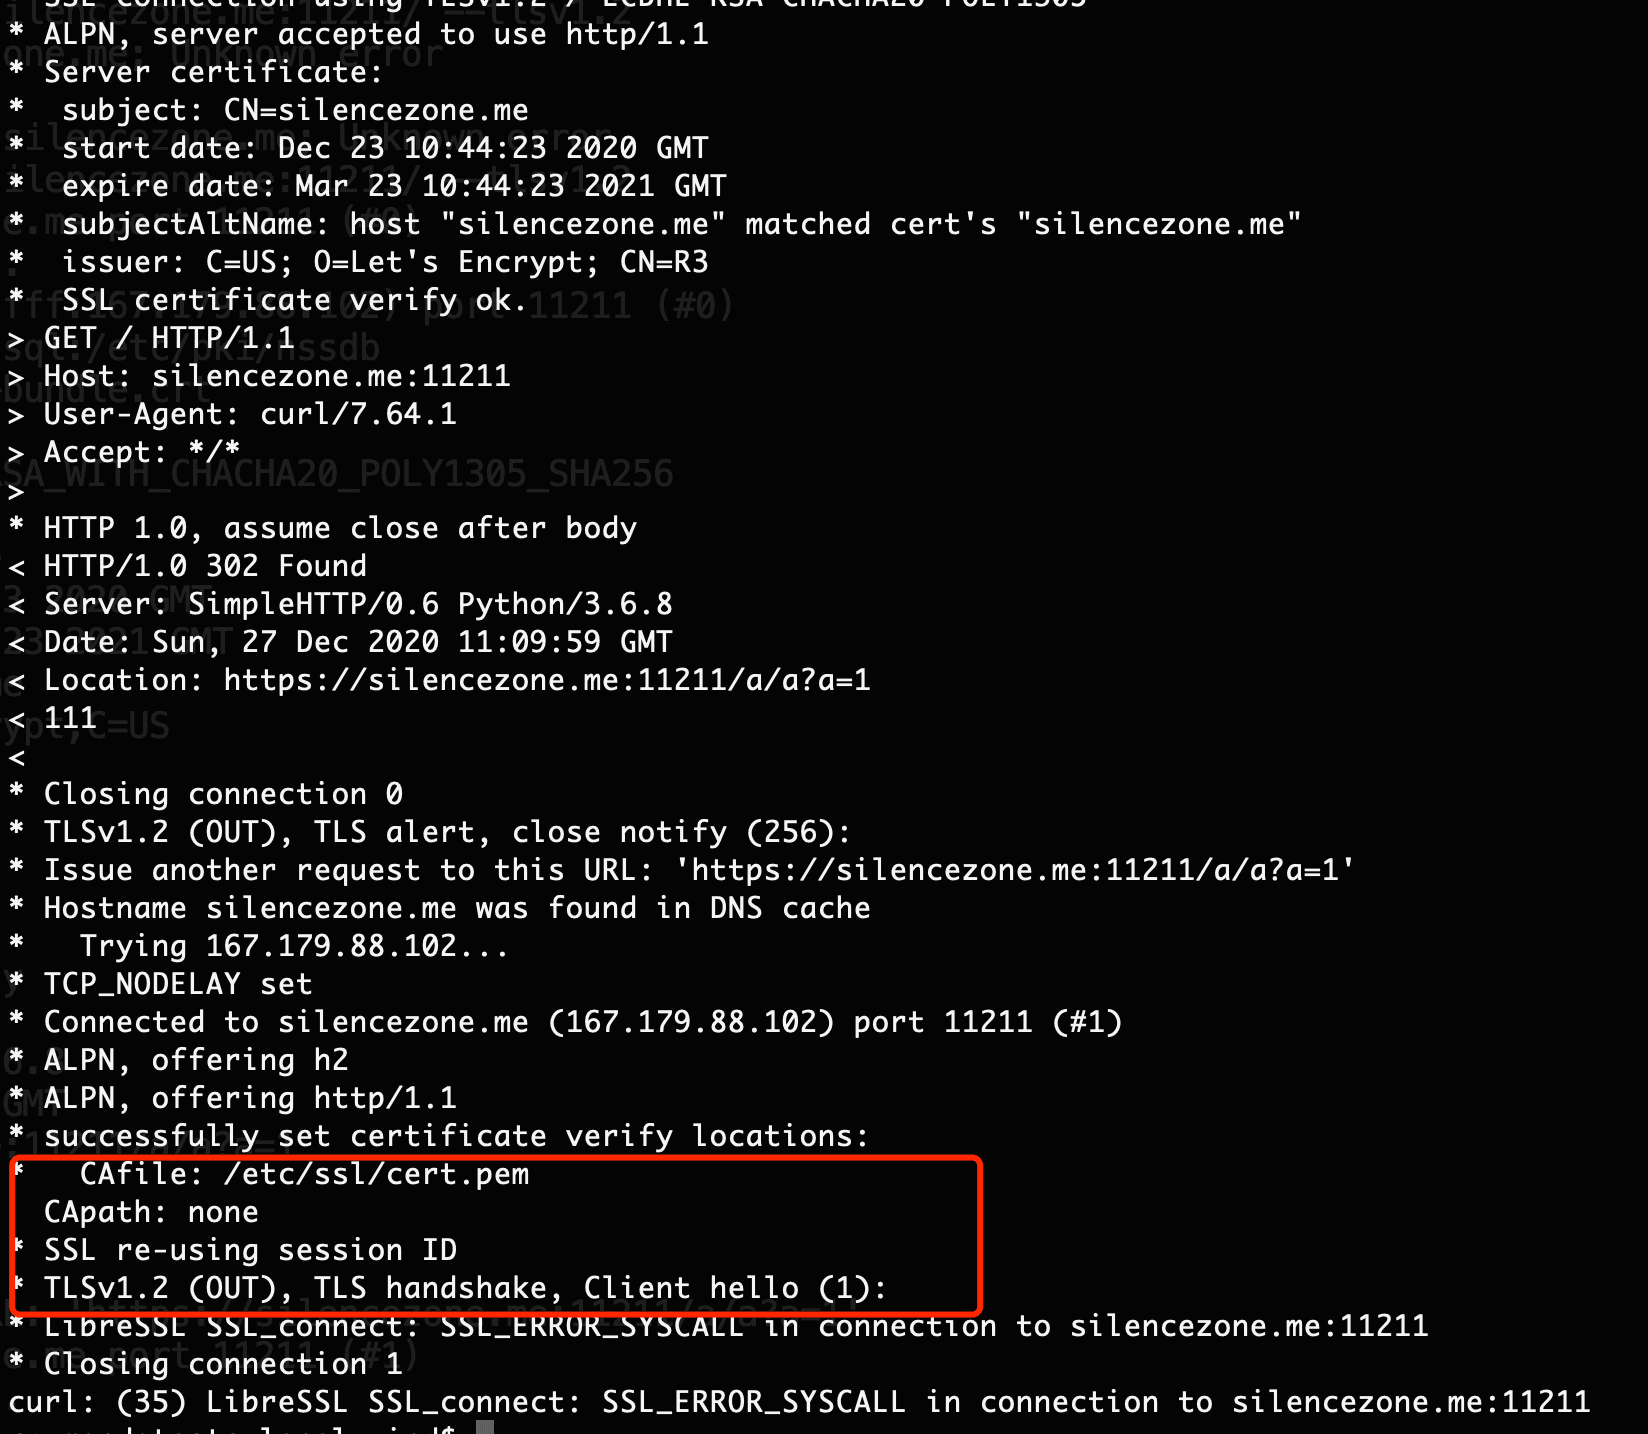 * SSL connection using TLSv1.2 / ECDHE-RSA-CHACHA20-POLY1305
* ALPN, server accepted to use http/1.1
* Server certificate:
*  subject: CN=silencezone.me
*  start date: Dec 23 10:44:23 2020 GMT
*  expire date: Mar 23 10:44:23 2021 GMT
*  subjectAltName: host "silencezone.me" matched cert's "silencezone.me"
*  issuer: C=US; O=Let's Encrypt; CN=R3
*  SSL certificate verify ok.
> GET / HTTP/1.1
> Host: silencezone.me:11211
> User-Agent: curl/7.64.1
> Accept: */*
>
* HTTP 1.0, assume close after body
< HTTP/1.0 302 Found
< Server: SimpleHTTP/0.6 Python/3.6.8
< Date: Sun, 27 Dec 2020 11:09:59 GMT
< Location: https://silencezone.me:11211/a/a?a=1
< 111
<
* Closing connection 0
* TLSv1.2 (OUT), TLS alert, close notify (256):
* Issue another request to this URL: 'https://silencezone.me:11211/a/a?a=1'
* Hostname silencezone.me was found in DNS cache
*   Trying 167.179.88.102...
* TCP_NODELAY set
* Connected to silencezone.me (167.179.88.102) port 11211 (#1)
* ALPN, offering h2
* ALPN, offering http/1.1
* successfully set certificate verify locations:
*   CAfile: /etc/ssl/cert.pem
  CApath: none
* SSL re-using session ID
* TLSv1.2 (OUT), TLS handshake, Client hello (1):
* LibreSSL SSL_connect: SSL_ERROR_SYSCALL in connection to silencezone.me:11211
* Closing connection 1
curl: (35) LibreSSL SSL_connect: SSL_ERROR_SYSCALL in connection to silencezone.me:11211